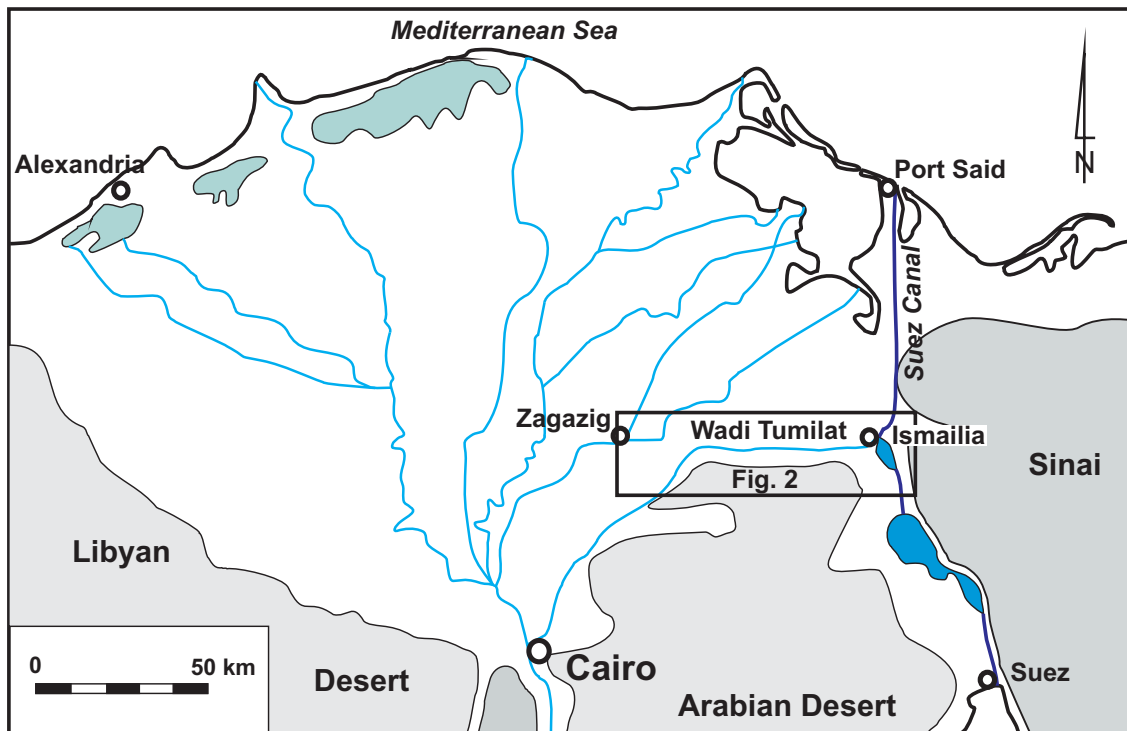 Mediterranean Sea
N
Alexandria
Port Said
Suez Canal
Zagazig
Wadi Tumilat
Ismailia
Fig. 2
Sinai
Libyan
Desert
0 50 km
Cairo
Arabian Desert
Suez